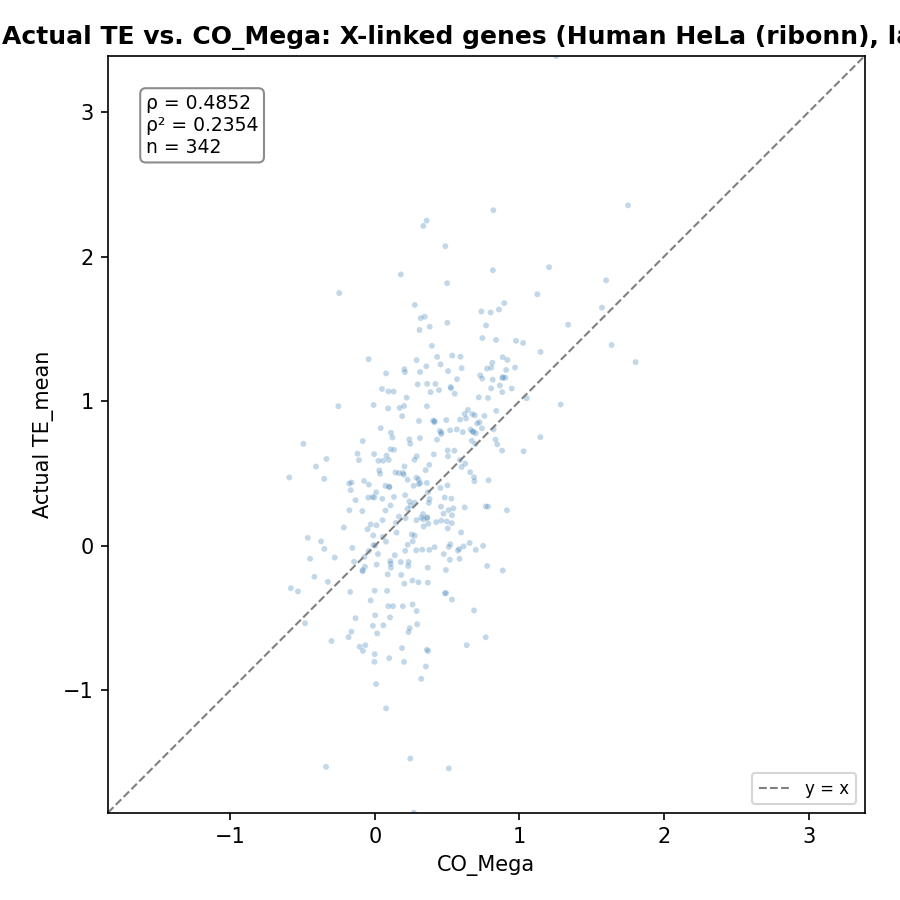 Actual TE vs. CO_Mega: X-linked genes (Human HeLa (ribonn), la
ρ = 0.4852
ρ² = 0.2354
n = 342
3
2
1
0
−1
Actual TE_mean
−1
0
1
2
3
CO_Mega
y = x